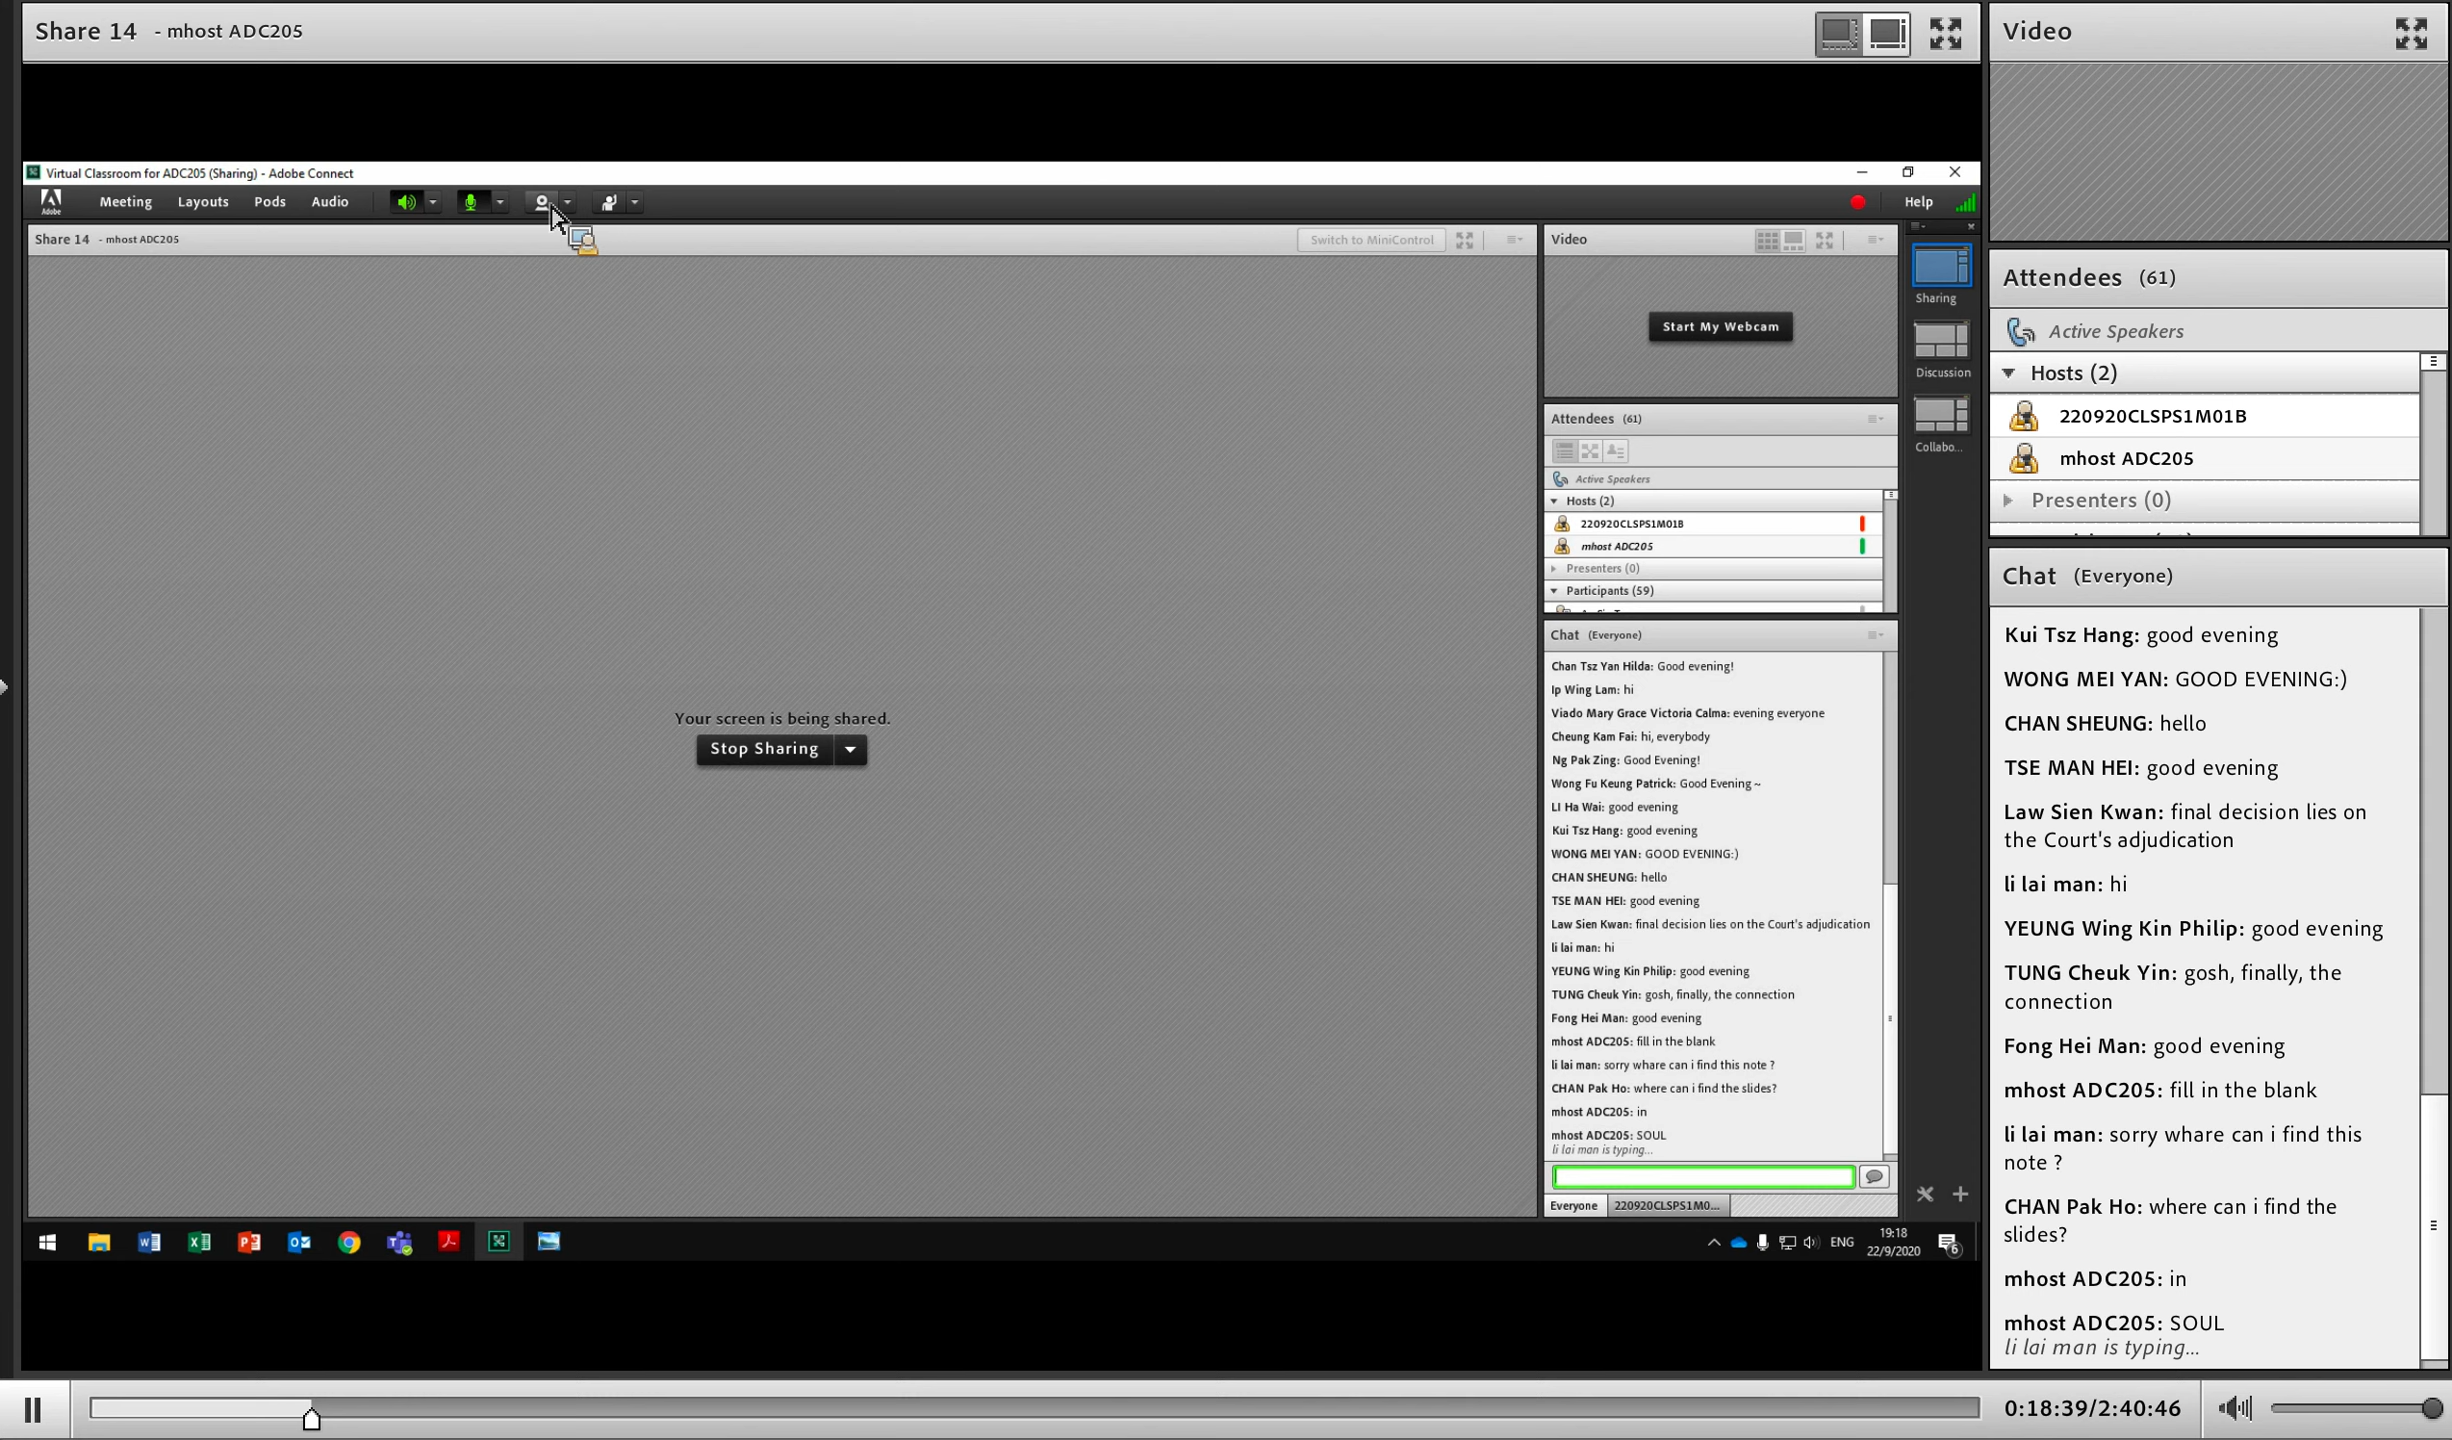 Share 14 - mhost ADC205
Virtual Classroom for ADC205 (Sharing) - Adobe Connect
Adobe Meeting Layouts Pods Audio Help
Share 14 - mhost ADC205 Switch to MiniControl
Your screen is being shared.
Stop Sharing
Video
Start My Webcam
Attendees (61)
Active Speakers
Hosts (2)
220920CLSPS1M01B
mhost ADC205
Presenters (0)
Participants (59)
Chat (Everyone)
Chan Tsz Yan Hilda: Good evening!
Ip Wing Lam: hi
Viado Mary Grace Victoria Calma: evening everyone
Cheung Kam Fai: hi, everybody
Ng Pak Zing: Good Evening!
Wong Fu Keung Patrick: Good Evening ~
LI Ha Wai: good evening
Kui Tsz Hang: good evening
WONG MEI YAN: GOOD EVENING:)
CHAN SHEUNG: hello
TSE MAN HEI: good evening
Law Sien Kwan: final decision lies on the Court's adjudication
li lai man: hi
YEUNG Wing Kin Philip: good evening
TUNG Cheuk Yin: gosh, finally, the connection
Fong Hei Man: good evening
mhost ADC205: fill in the blank
li lai man: sorry whare can i find this note ?
CHAN Pak Ho: where can i find the slides?
mhost ADC205: in
mhost ADC205: SOUL
li lai man is typing...
Everyone 220920CLSPS1M0...
Sharing
Discussion
Collabo...
ENG
19:18
22/9/2020
6
Video
Attendees (61)
Active Speakers
Hosts (2)
220920CLSPS1M01B
mhost ADC205
Presenters (0)
Chat (Everyone)
Kui Tsz Hang: good evening
WONG MEI YAN: GOOD EVENING:)
CHAN SHEUNG: hello
TSE MAN HEI: good evening
Law Sien Kwan: final decision lies on
the Court's adjudication
li lai man: hi
YEUNG Wing Kin Philip: good evening
TUNG Cheuk Yin: gosh, finally, the
connection
Fong Hei Man: good evening
mhost ADC205: fill in the blank
li lai man: sorry whare can i find this
note ?
CHAN Pak Ho: where can i find the
slides?
mhost ADC205: in
mhost ADC205: SOUL
li lai man is typing...
0:18:39/2:40:46